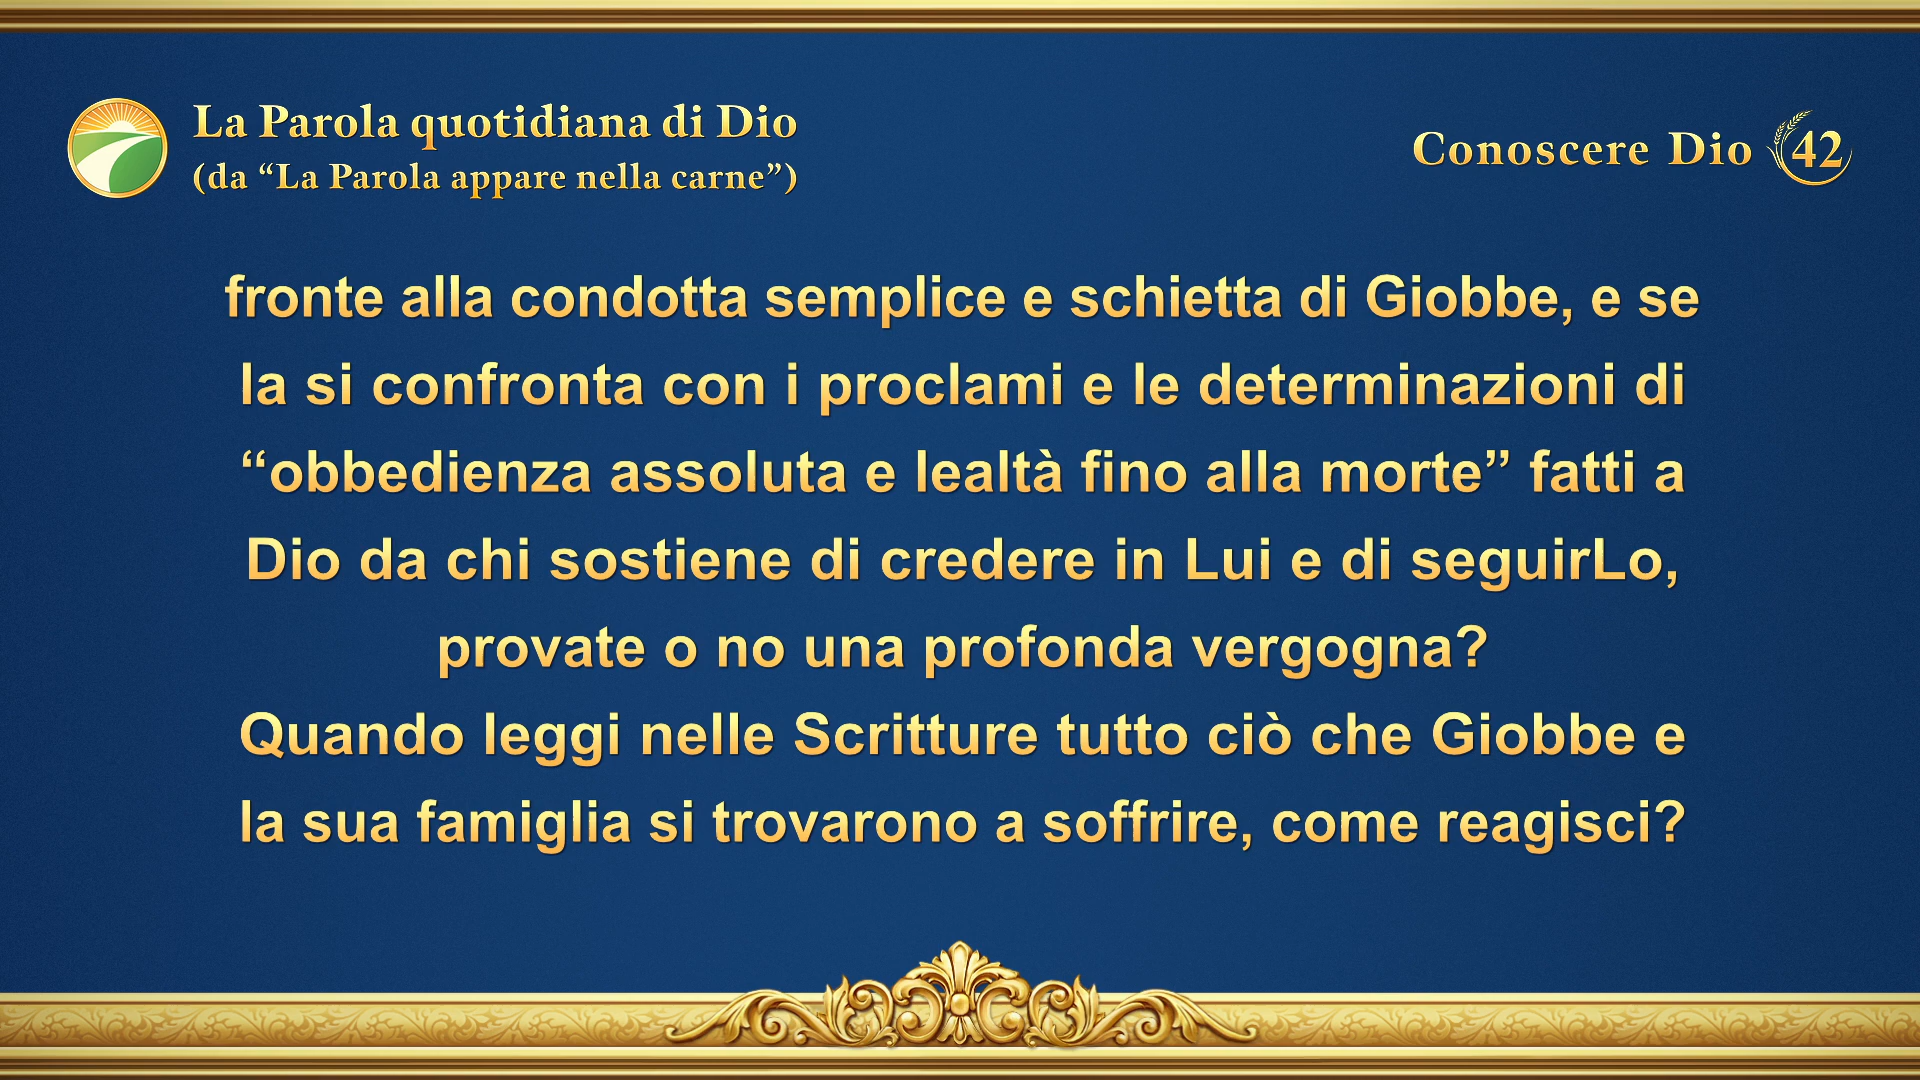 La Parola quotidiana di Dio
(da “La Parola appare nella carne”)
Conoscere Dio 42
fronte alla condotta semplice e schietta di Giobbe, e se
la si confronta con i proclami e le determinazioni di
“obbedienza assoluta e lealtà fino alla morte” fatti a
Dio da chi sostiene di credere in Lui e di seguirLo,
provate o no una profonda vergogna?
Quando leggi nelle Scritture tutto ciò che Giobbe e
la sua famiglia si trovarono a soffrire, come reagisci?